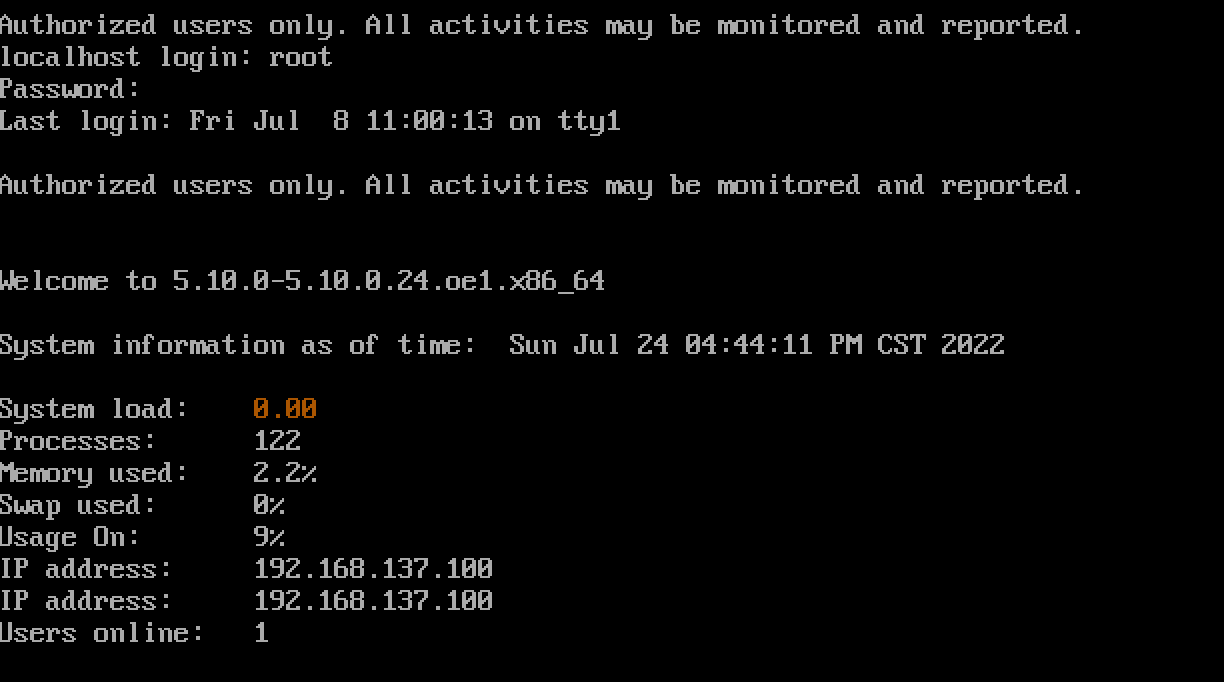 Authorized users only. All activities may be monitored and reported.
localhost login: root
Password:
Last login: Fri Jul  8 11:00:13 on tty1
Authorized users only. All activities may be monitored and reported.
Welcome to 5.10.0-5.10.0.24.oe1.x86_64
System information as of time:  Sun Jul 24 04:44:11 PM CST 2022
System load:    0.00
Processes:      122
Memory used:    2.2%
Swap used:      0%
Usage On:       9%
IP address:     192.168.137.100
IP address:     192.168.137.100
Users online:   1